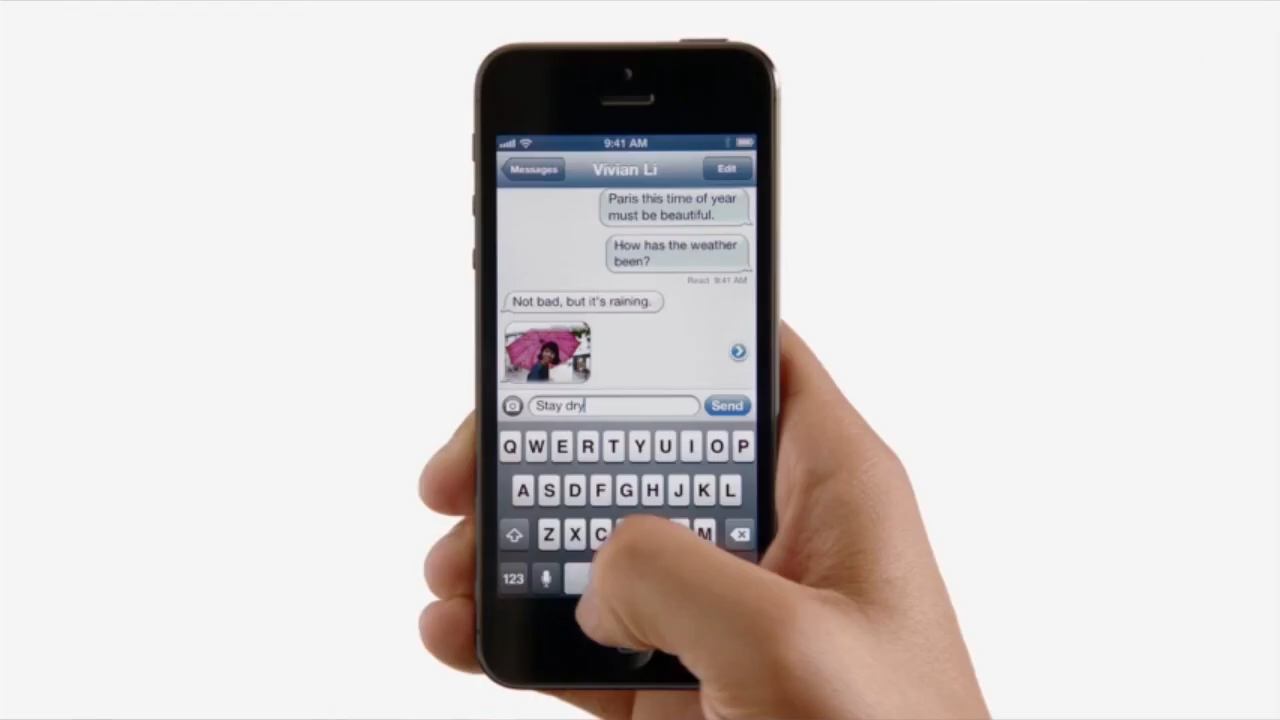 9:41 AM
Messages
Vivian Li
Edit
Paris this time of year
must be beautiful.
How has the weather
been?
Read 9:41 AM
Not bad, but it's raining.
Stay dry
Send
Q W E R T Y U I O P
A S D F G H J K L
Z X C M
123